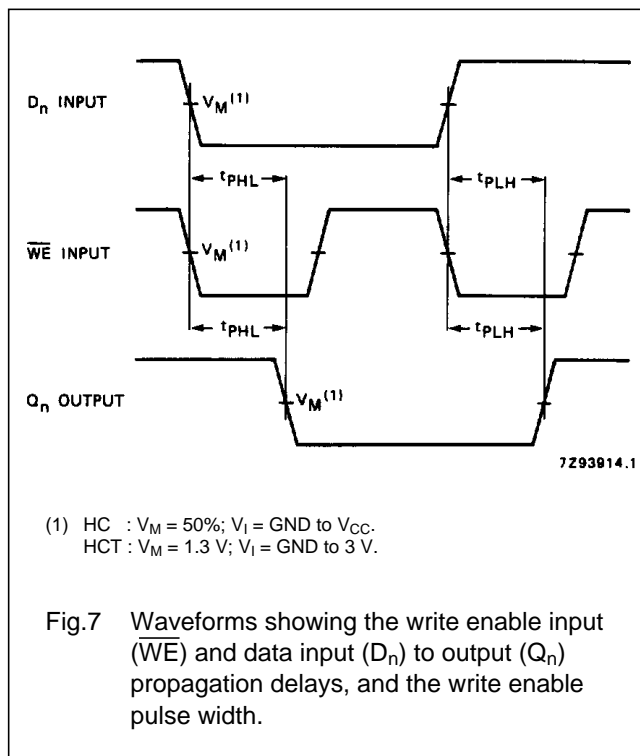 Dn INPUT
VM(1)
tPHL
tPLH
WE INPUT
VM(1)
tPHL
tPLH
Qn OUTPUT
VM(1)
7Z93914.1
(1) HC : VM = 50%; VI = GND to VCC.
HCT : VM = 1.3 V; VI = GND to 3 V.
Fig.7 Waveforms showing the write enable input
(WE) and data input (Dn) to output (Qn)
propagation delays, and the write enable
pulse width.